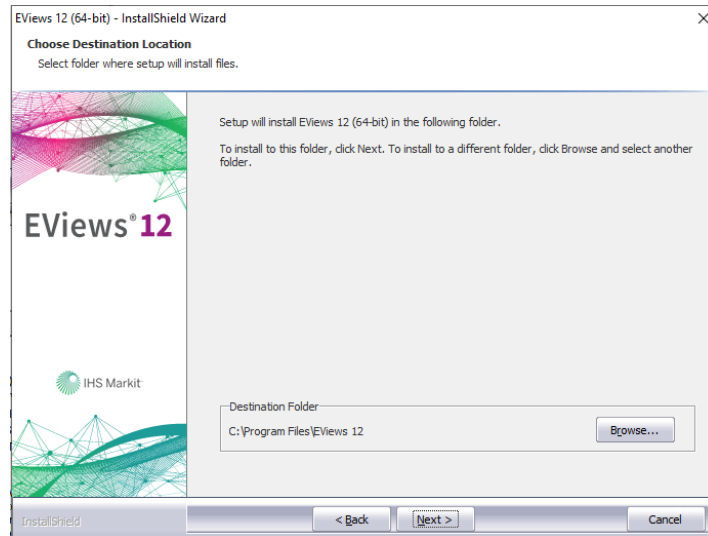 EViews 12 (64-bit) - InstallShield Wizard
Choose Destination Location
Select folder where setup will install files.
Setup will install EViews 12 (64-bit) in the following folder.
To install to this folder, click Next. To install to a different folder, click Browse and select another
folder.
EViews® 12
IHS Markit
Destination Folder
C:\Program Files\EViews 12
Browse...
InstallShield
< Back
Next >
Cancel